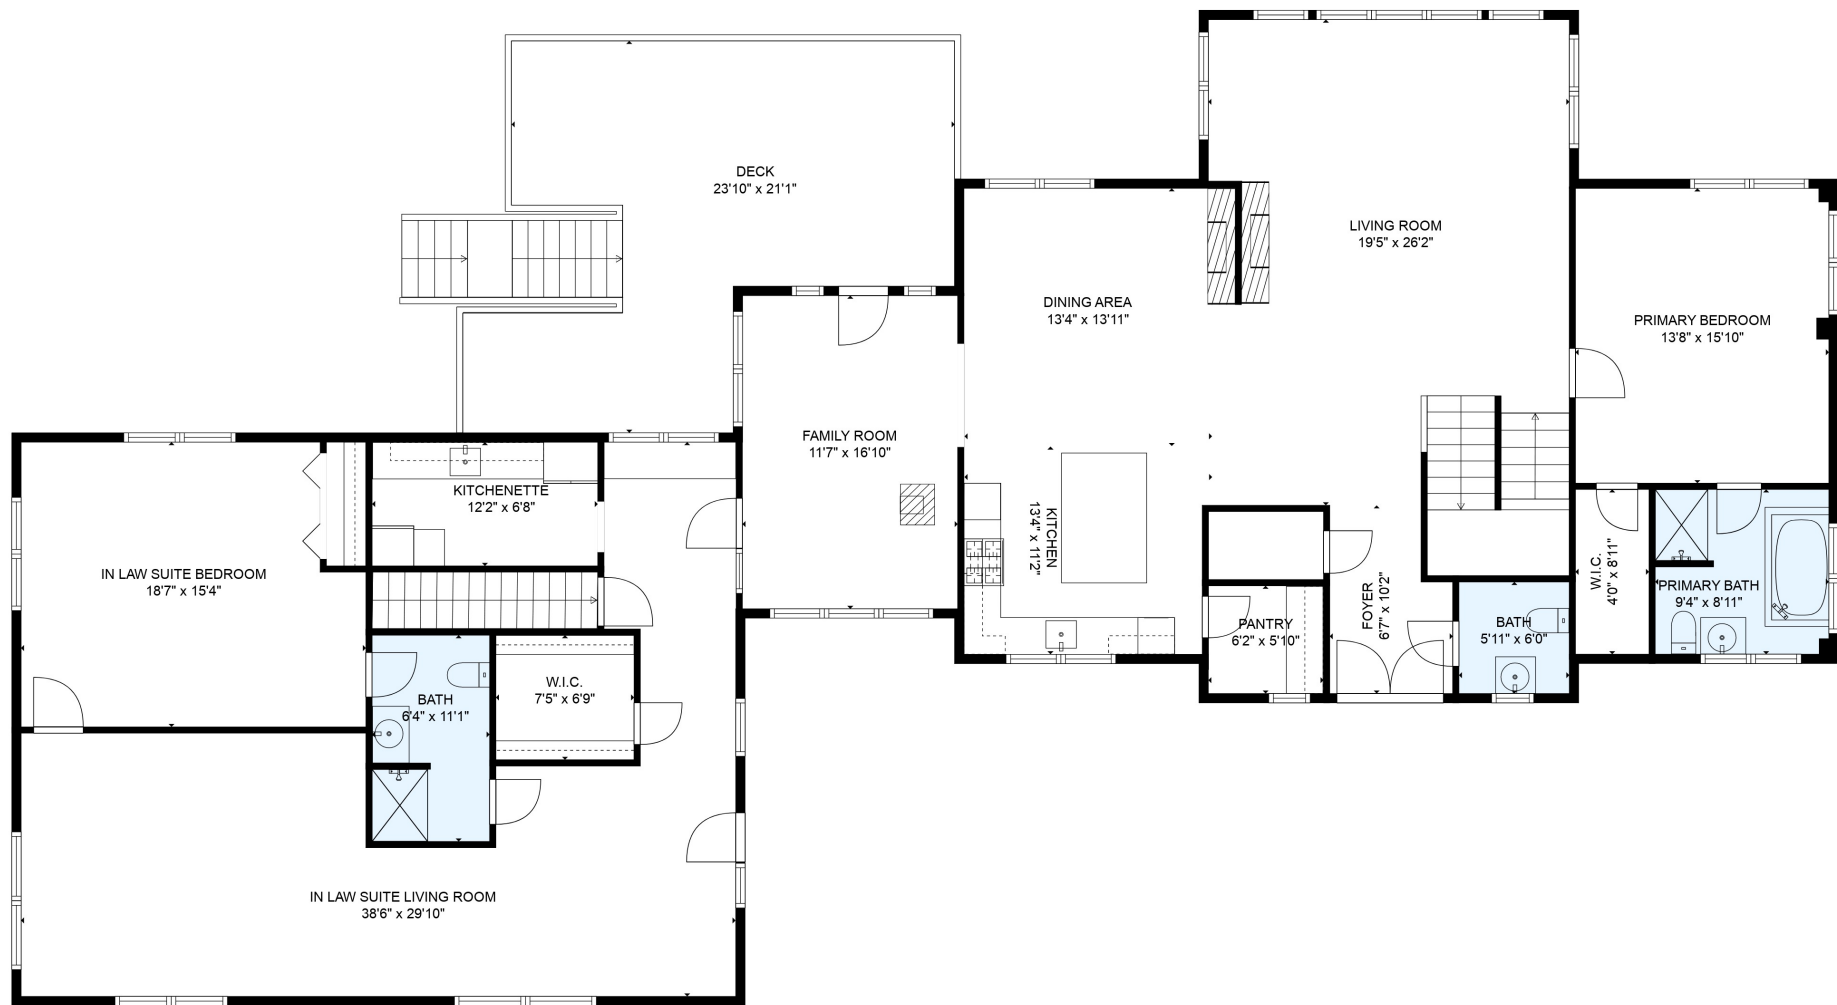 DECK
23'10" x 21'1"
LIVING ROOM
19'5" x 26'2"
DINING AREA
13'4" x 13'11"
PRIMARY BEDROOM
13'8" x 15'10"
FAMILY ROOM
11'7" x 16'10"
KITCHENETTE
12'2" x 6'8"
KITCHEN
13'4" x 11'2"
IN LAW SUITE BEDROOM
18'7" x 15'4"
W.I.C.
4'0" x 8'11"
PRIMARY BATH
9'4" x 8'11"
FOYER
6'7" x 10'2"
PANTRY
6'2" x 5'10"
BATH
5'11" x 6'0"
W.I.C.
7'5" x 6'9"
BATH
6'4" x 11'1"
IN LAW SUITE LIVING ROOM
38'6" x 29'10"